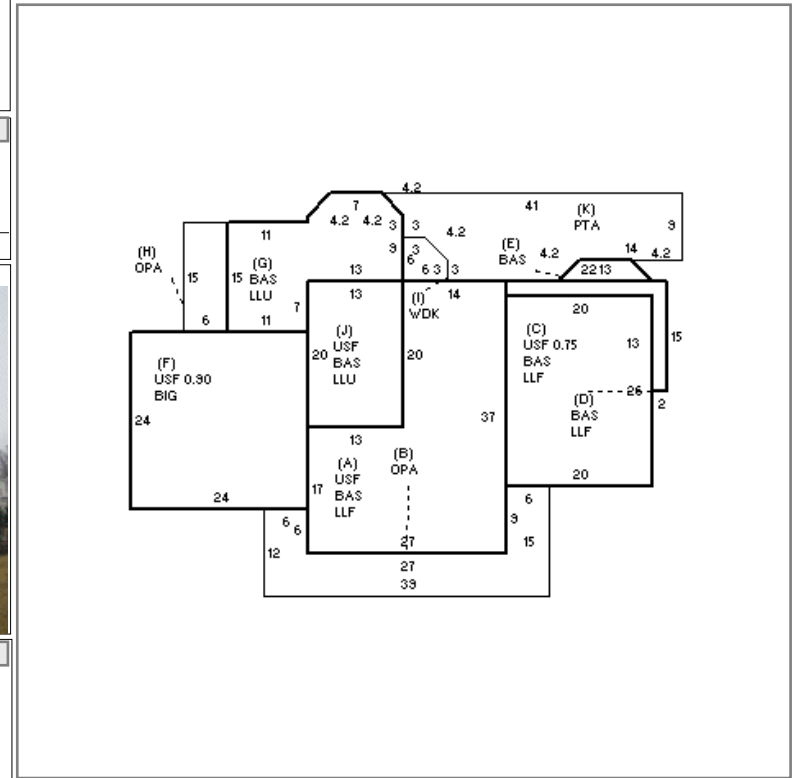 4.2
7
41
(K)
PTA
4.2 4.2 3 3
9
11
4.2
(E)
BAS
4.2
14 4.2
(H)
OPA
9 3
6
(G)
BAS
LLU
13
6 3 3
2213
15
15
13
14
20
(I)
WDK
7
6
11
(J)
USF
BAS
LLU
(C)
USF 0.75
BAS
LLF
13
15
20
20
(F)
USF 0.90
BIG
26
2
(D)
BAS
LLF
24
37
13
(B)
OPA
(A)
USF
BAS
LLF
17
20
24
6
6
6
9
12
27
15
27
39